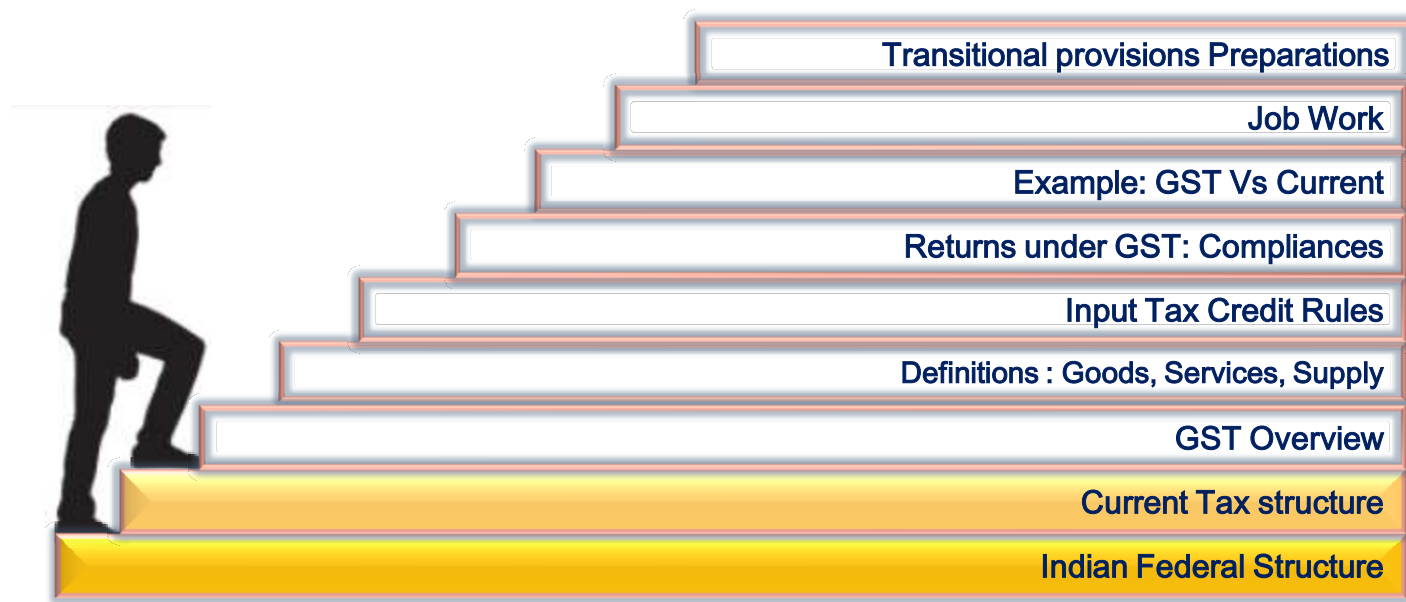 Transitional provisions Preparations
Job Work
Example: GST Vs Current
Returns under GST: Compliances
Input Tax Credit Rules
Definitions : Goods, Services, Supply
GST Overview
Current Tax structure
Indian Federal Structure